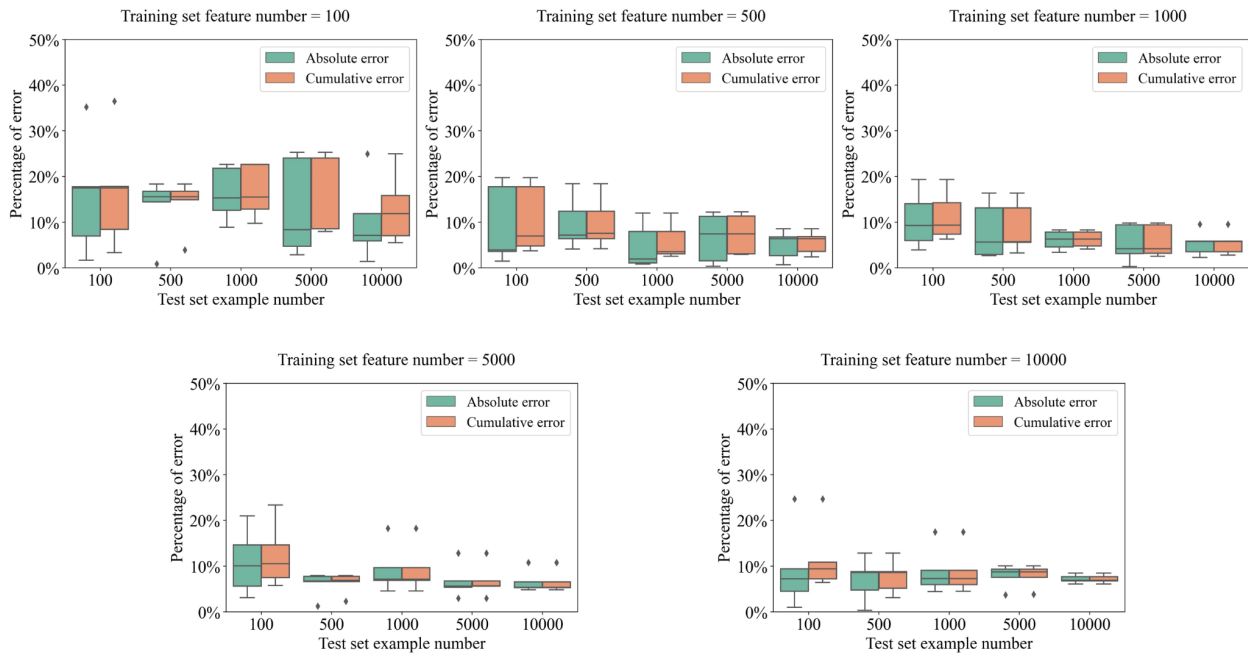 Training set feature number = 100
50%
40%
30%
20%
10%
0%
Percentage of error
Absolute error
Cumulative error
100 500 1000 5000 10000
Test set example number
Training set feature number = 500
50%
40%
30%
20%
10%
0%
Percentage of error
Absolute error
Cumulative error
100 500 1000 5000 10000
Test set example number
Training set feature number = 1000
50%
40%
30%
20%
10%
0%
Percentage of error
Absolute error
Cumulative error
100 500 1000 5000 10000
Test set example number
Training set feature number = 5000
50%
40%
30%
20%
10%
0%
Percentage of error
Absolute error
Cumulative error
100 500 1000 5000 10000
Test set example number
Training set feature number = 10000
50%
40%
30%
20%
10%
0%
Percentage of error
Absolute error
Cumulative error
100 500 1000 5000 10000
Test set example number